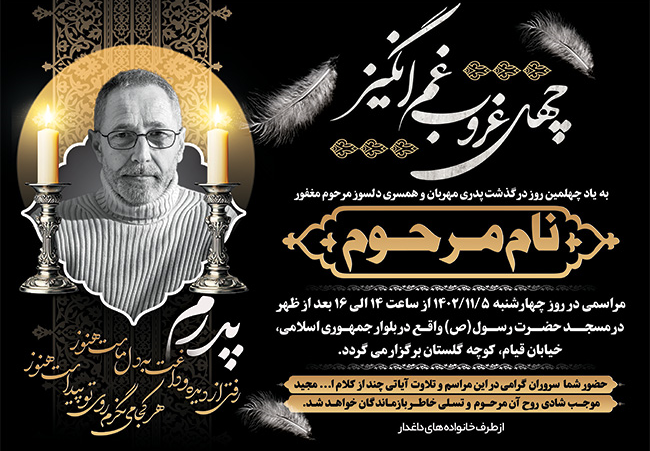 چهل غروب غم انگیز
به یاد چهلمین روز درگذشت پدری مهربان و همسری دلسوز مرحوم مغفور
نام مرحوم
مراسمی در روز چهارشنبه ۱۴۰۲/۱۱/۵ از ساعت ۱۴ الی ۱۶ بعد از ظهر
در مسجد حضرت رسول (ص) واقع در بلوار جمهوری اسلامی،
خیابان قیام، کوچه گلستان برگزار می گردد.
حضور شما سروران گرامی در این مراسم و تلاوت آیاتی چند از کلام ا... مجید
موجب شادی روح آن مرحوم و تسلی خاطر بازماندگان خواهد شد.
از طرف خانواده های داغدار
پدرم
رفتی از دیده و داغت به دل ماست هنوز
هر کجا می نگرم روی تو پیداست هنوز